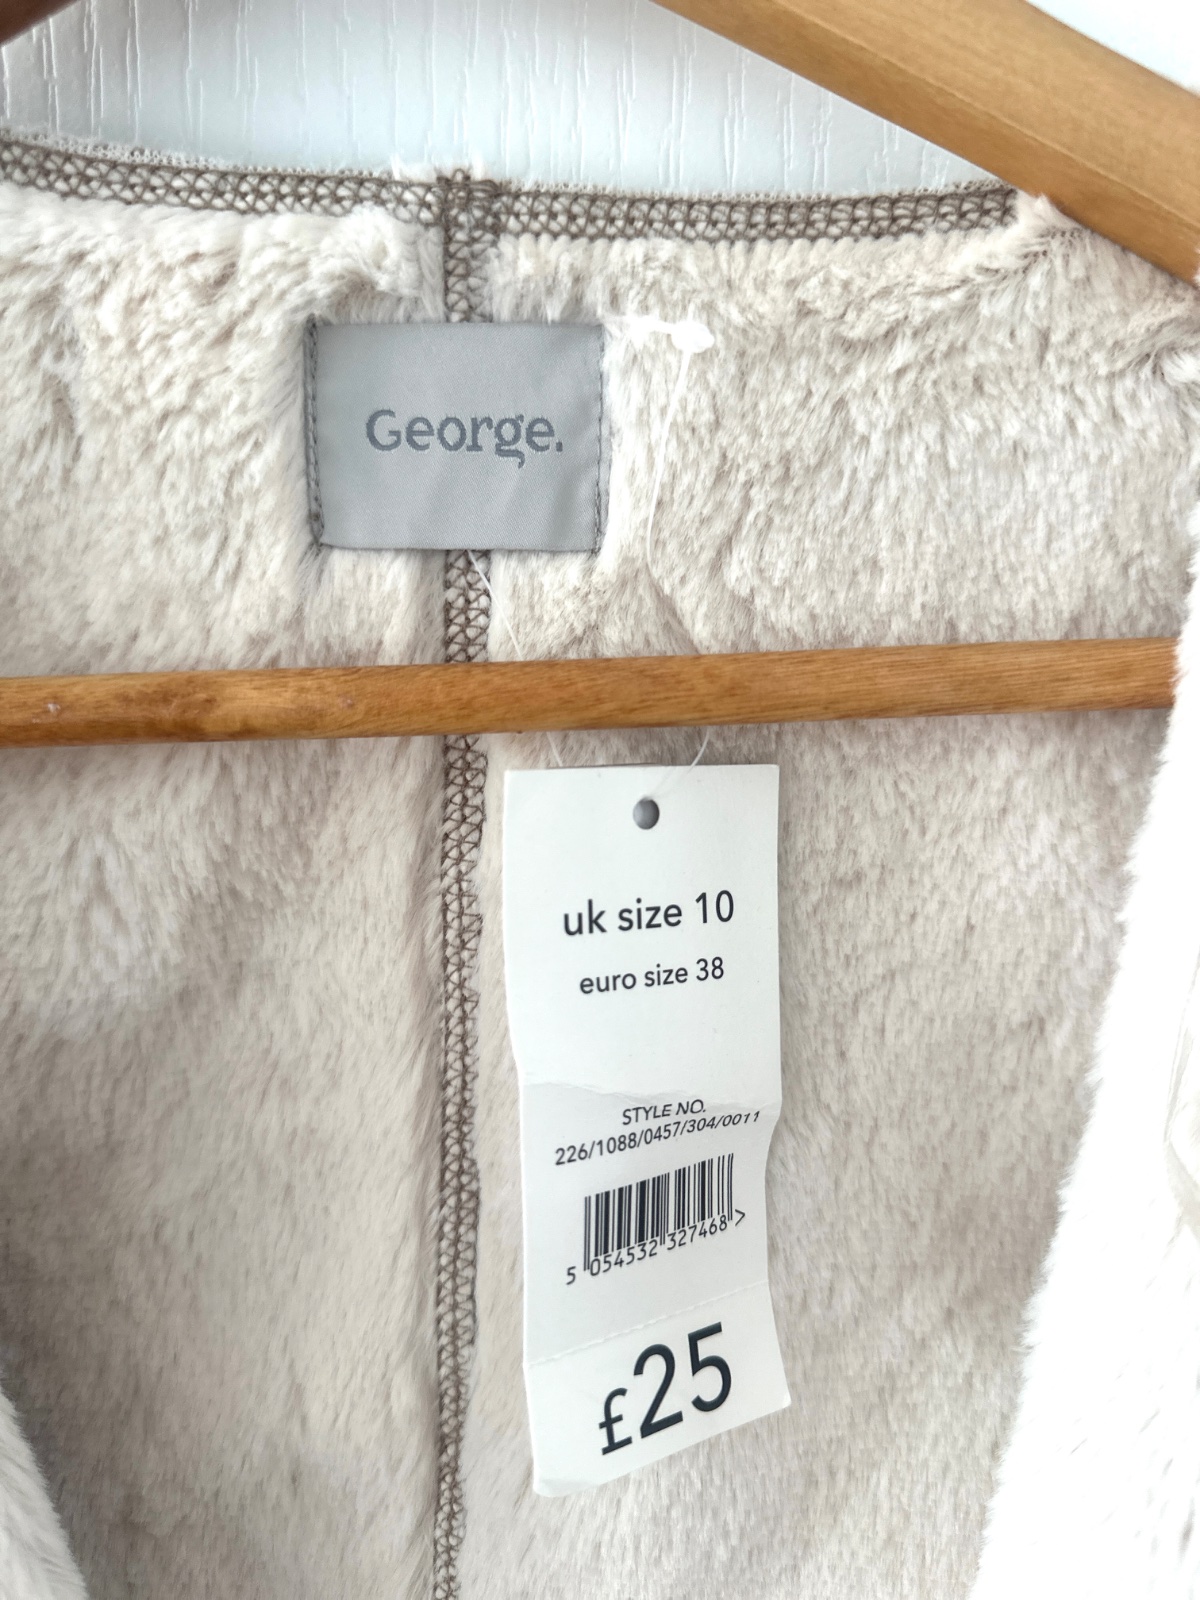 George.
uk size 10
euro size 38
STYLE NO.
226/1088/0457/304/0011
5 054532 327468 >
£25